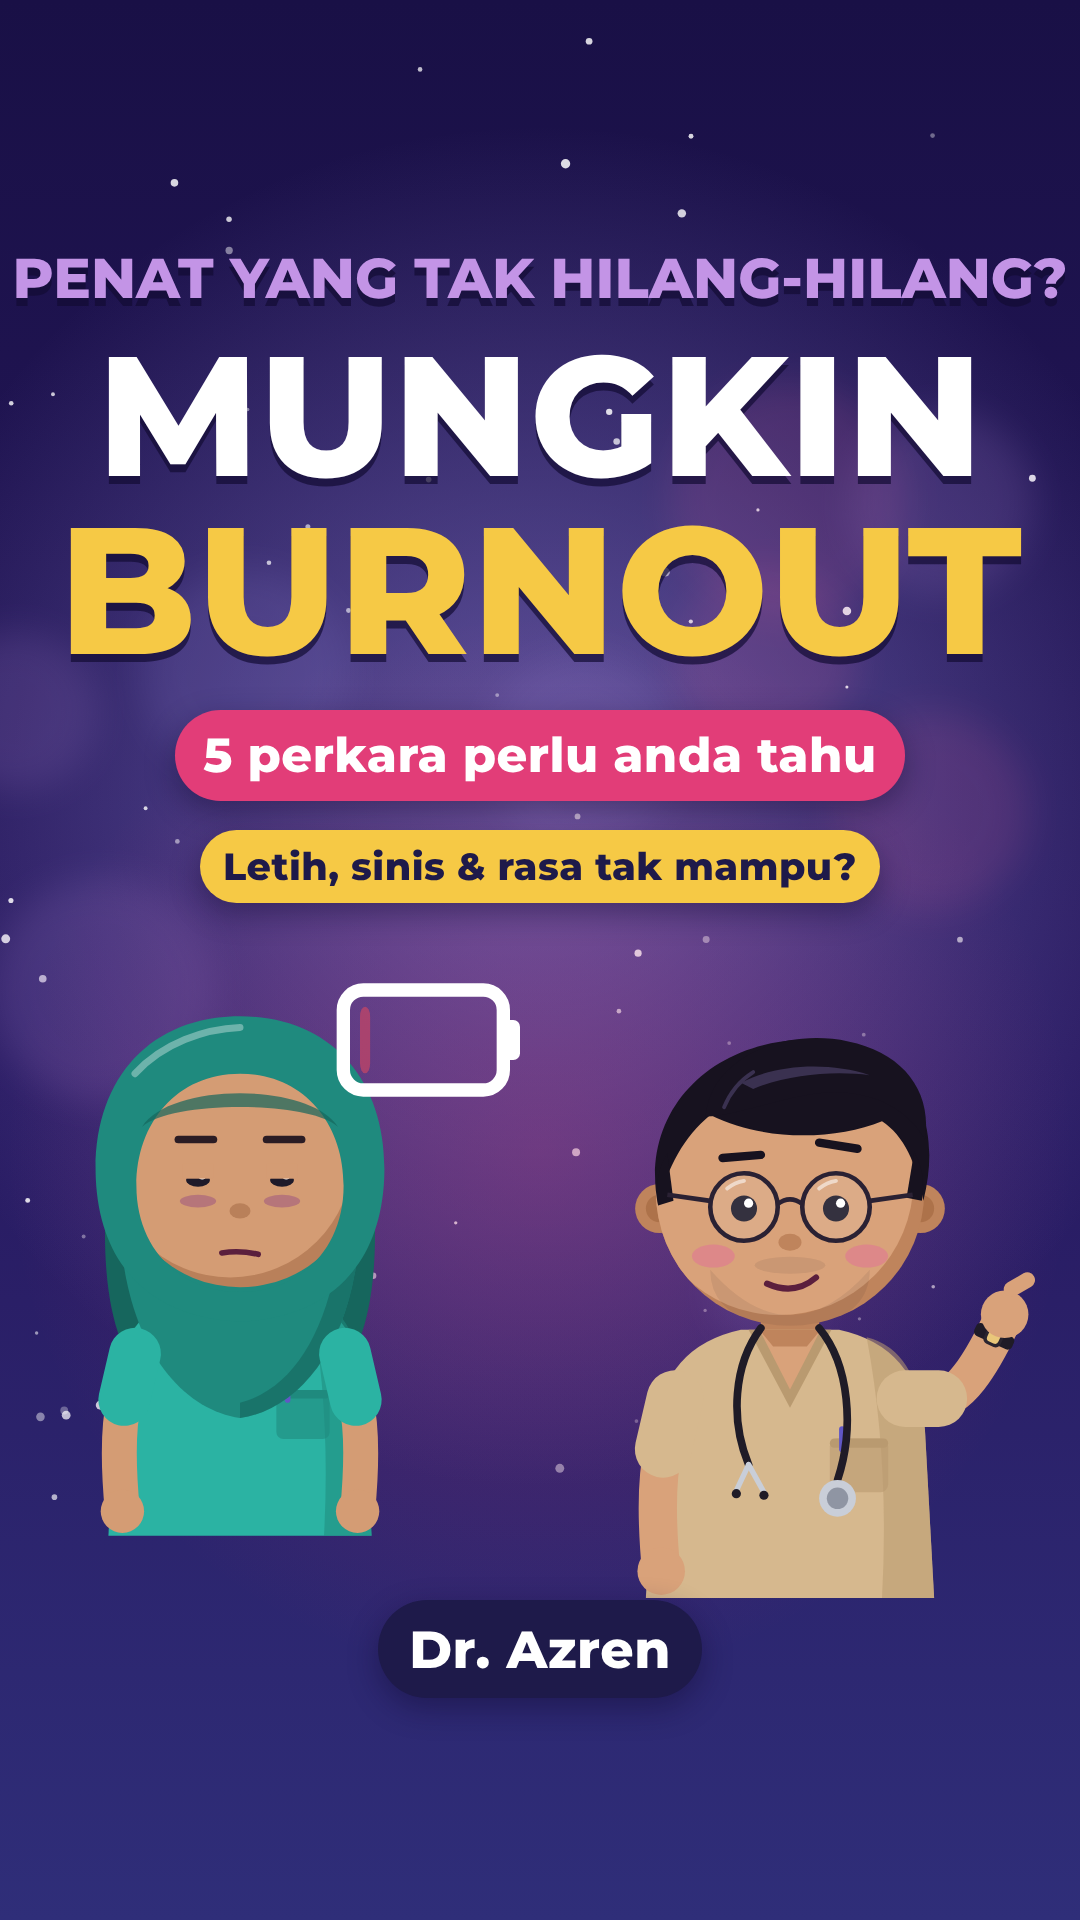 PENAT YANG TAK HILANG-HILANG?
MUNGKIN
BURNOUT
5 perkara perlu anda tahu
Letih, sinis & rasa tak mampu?
Dr. Azren